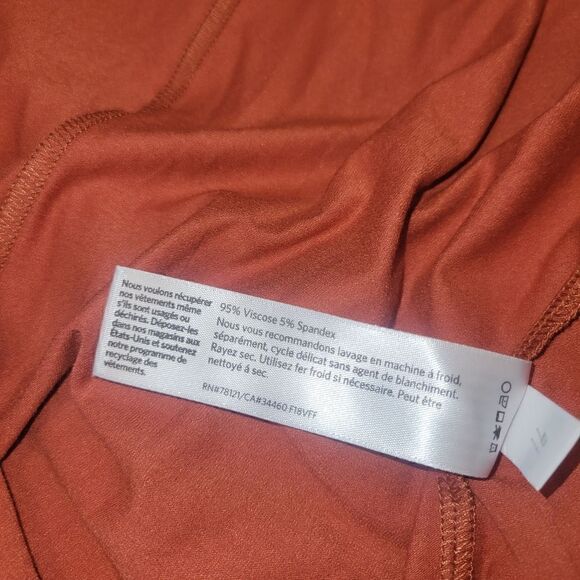 Nous voulons récupérer
nos vêtements même
s'ils sont usagés ou
déchirés. Déposez-les
dans nos magasins aux
États-Unis et soutenez
notre programme de
recyclage des
vêtements.
95% Viscose 5% Spandex
Nous vous recommandons lavage en machine à froid,
séparément, cycle délicat sans agent de blanchiment.
Rayez sec. Utilisez fer froid si nécessaire. Peut être
nettoyé à sec.
RN#78121/CA#34460 F18VFF